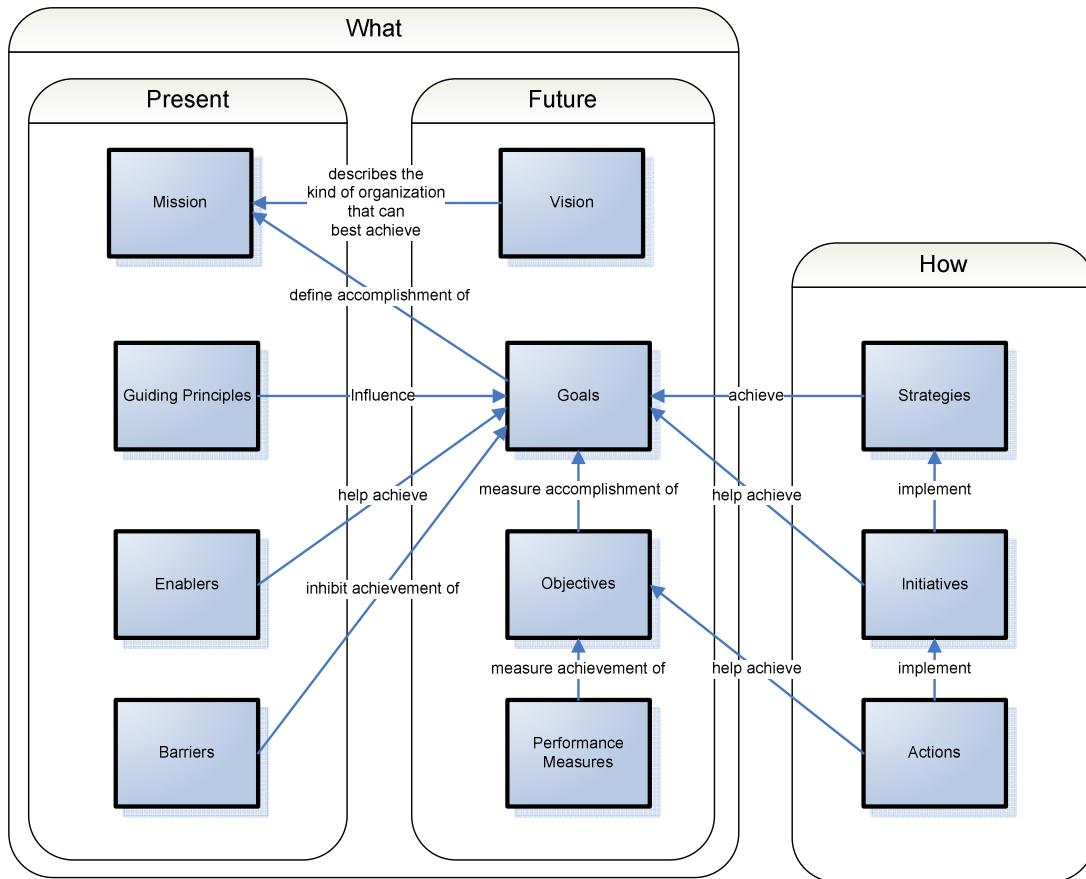 What
Present
Future
Mission
describes the
kind of organization
that can
best achieve
Vision
How
define accomplishment of
Guiding Principles
Influence
Goals
achieve
Strategies
help achieve
measure accomplishment of
help achieve
implement
Enablers
inhibit achievement of
Objectives
Initiatives
measure achievement of
help achieve
implement
Barriers
Performance
Measures
Actions